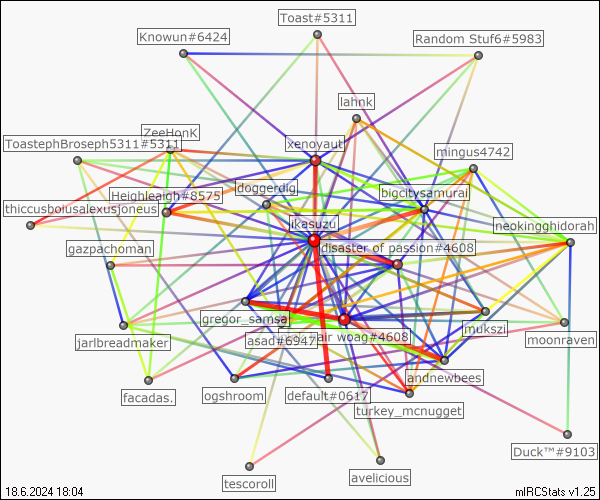 Toast#5311
Knowun#6424
Random Stuf6#5983
lahnk
ZeeHonK
ToastephBroseph5311#5311
xenoyaut
mingus4742
doggerdig
bigcitysamurai
Heighleaigh#8575
thiccusbolusalexusgoneus
jkasuzu
neokingghidorah
gazpachoman
disaster of passion#4608
gregor_samsa
mukszi
air woag#4608
jarlbreadmaker
asad#6947
moonraven
andnewbees
facadas.
ogshroom
default#0617
turkey_mcnugget
Duck™#9103
tescoroll
avelicious
18.6.2024 18:04
mIRCStats v1.25